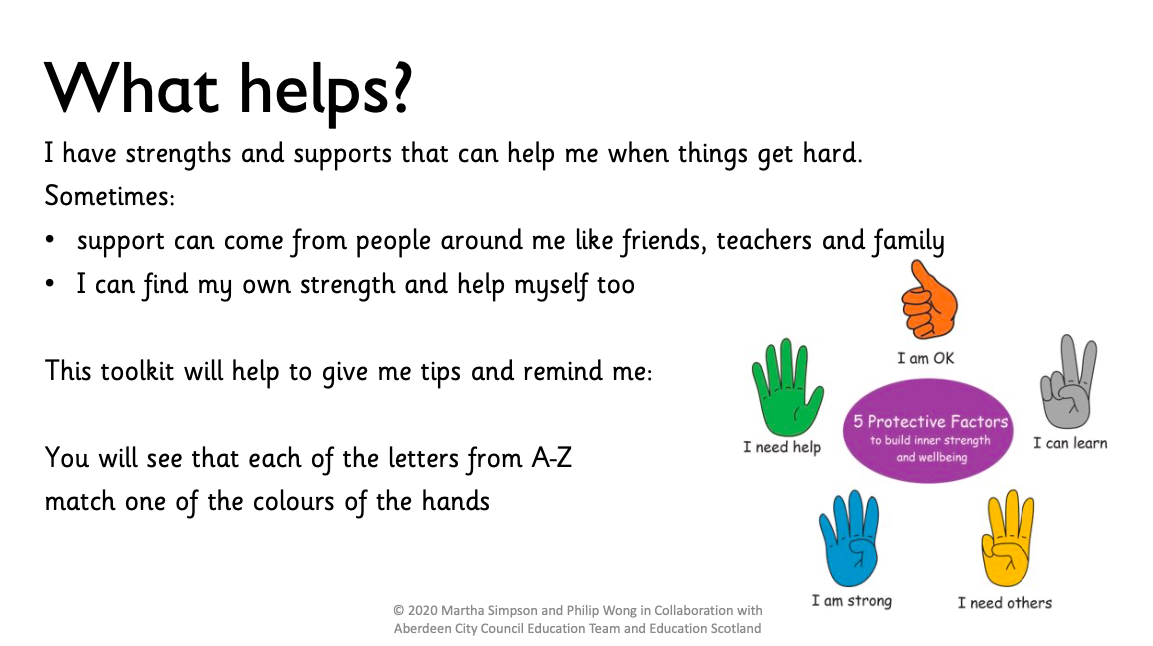 What helps?
I have strengths and supports that can help me when things get hard.
Sometimes:
• support can come from people around me like friends, teachers and family
• I can find my own strength and help myself too
This toolkit will help to give me tips and remind me:
You will see that each of the letters from A-Z
match one of the colours of the hands
I am OK
I need help
5 Protective Factors
to build inner strength
and wellbeing
I can learn
I am strong
I need others
© 2020 Martha Simpson and Philip Wong in Collaboration with
Aberdeen City Council Education Team and Education Scotland